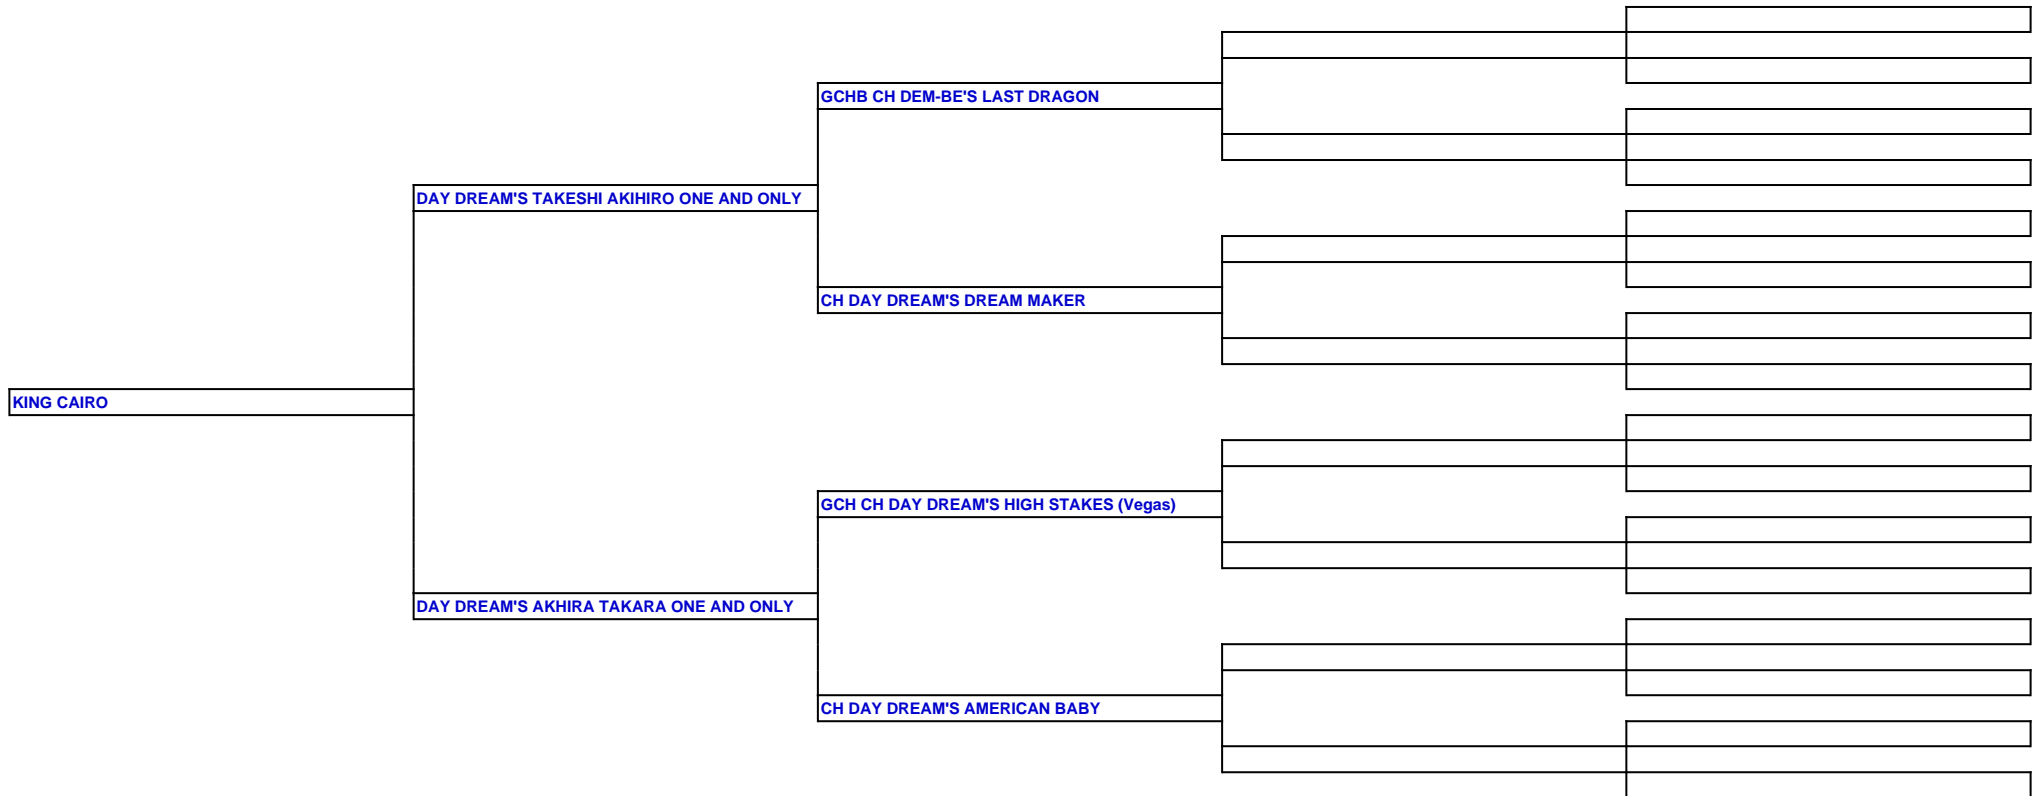 GCHB CH DEM-BE'S LAST DRAGON
DAY DREAM'S TAKESHI AKIHIRO ONE AND ONLY
CH DAY DREAM'S DREAM MAKER
KING CAIRO
GCH CH DAY DREAM'S HIGH STAKES (Vegas)
DAY DREAM'S AKHIRA TAKARA ONE AND ONLY
CH DAY DREAM'S AMERICAN BABY